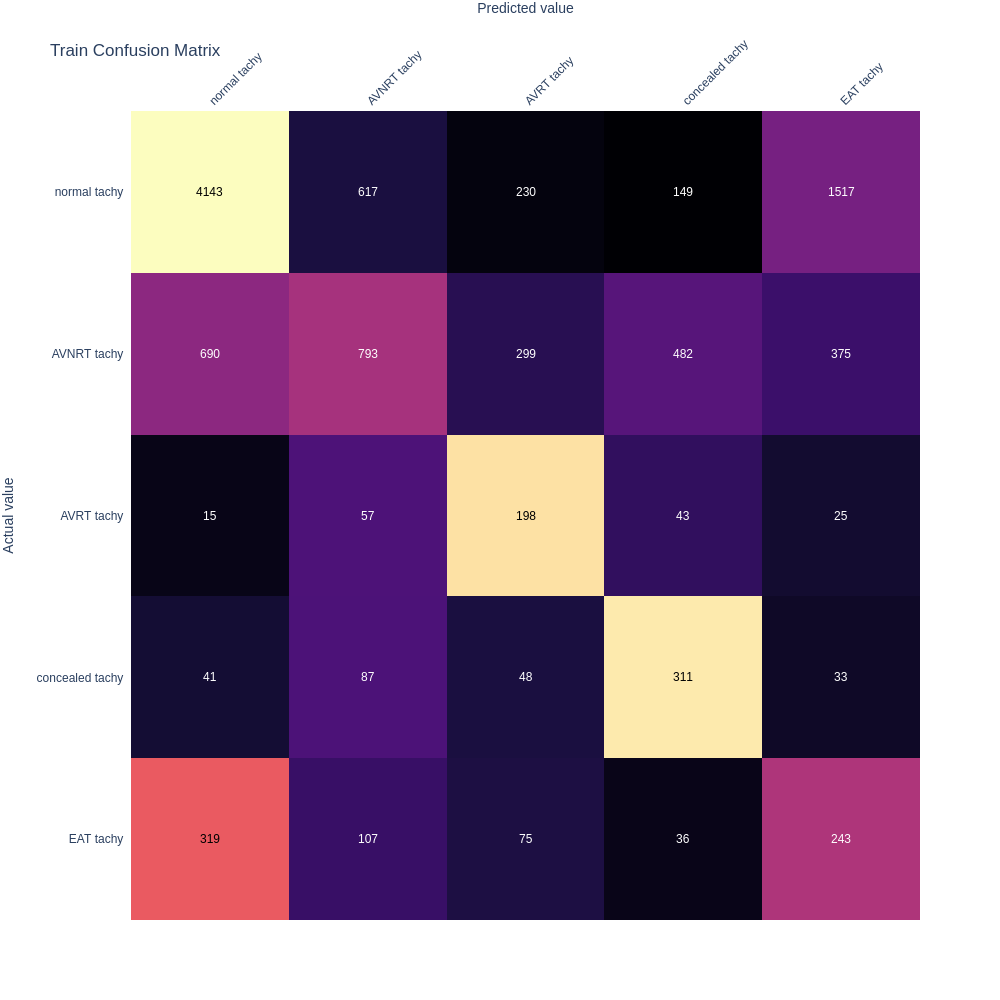 Predicted value
Train Confusion Matrix
normal tachy AVNRT tachy AVRT tachy concealed tachy EAT tachy
normal tachy 4143 617 230 149 1517
AVNRT tachy 690 793 299 482 375
Actual value
AVRT tachy 15 57 198 43 25
concealed tachy 41 87 48 311 33
EAT tachy 319 107 75 36 243